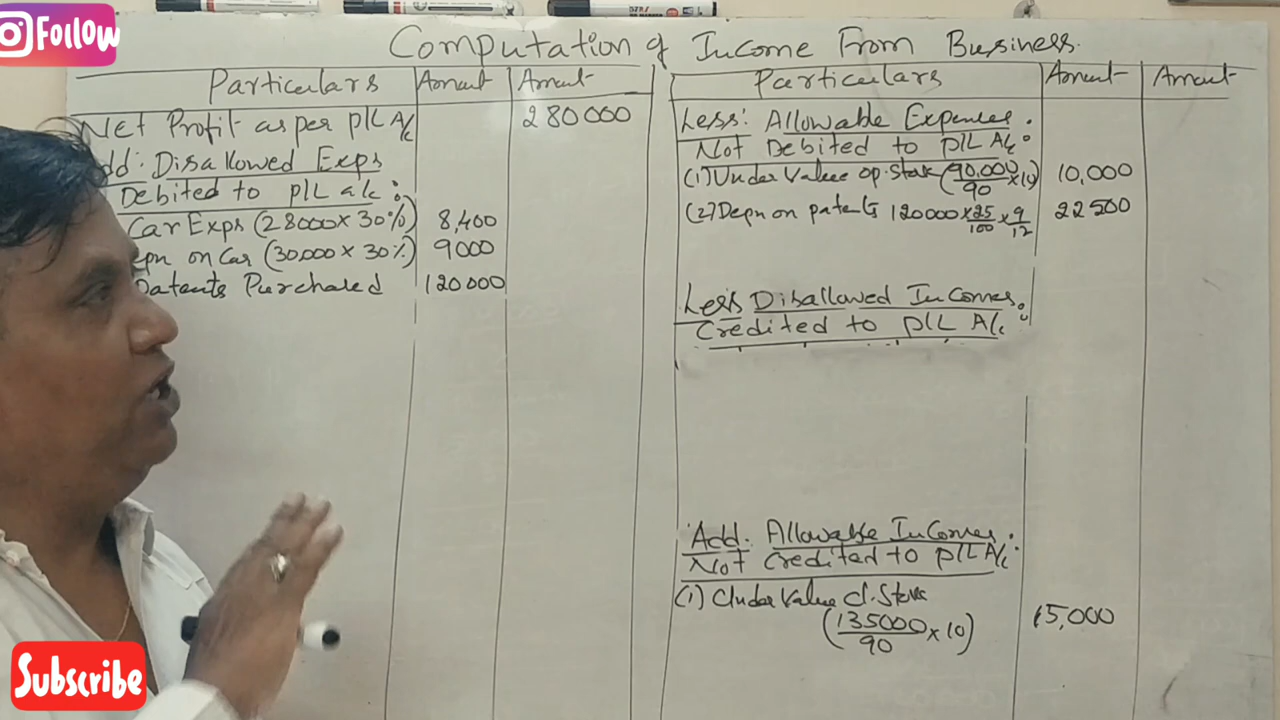 Follow
Computation of Income From Business.
Particulars Amount Amount
Net Profit as per P/L A/c 280000
Add: Disallowed Exps
Debited to P/L a/c:
Car Exps (28000 x 30%) 8,400
Depn on Car (30,000 x 30%) 9000
Patents Purchased 120000
Particulars Amount Amount
Less: Allowable Expenses.
Not Debited to P/L A/c:
(1) Under Value op. Stock (90,000/90 x 10) 10,000
(2) Depn on patents 120000 x 25/100 x 9/12 22500
Less Disallowed Incomes:
Credited to P/L A/c
Add: Allowable Incomes:
Not Credited to P/L A/c
(1) Under Value Cl. Stock
(135000/90 x 10) 15,000
Subscribe